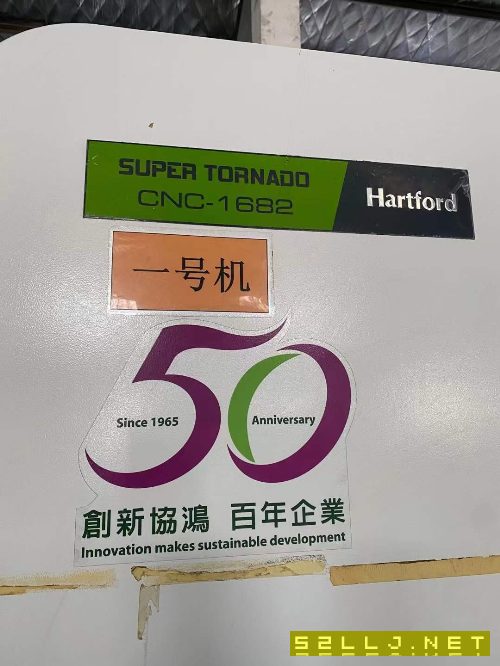 SUPER TORNADO
CNC-1682
Hartford
一号机
50
Since 1965
Anniversary
創新協鴻 百年企業
Innovation makes sustainable development
52LLJ.NET